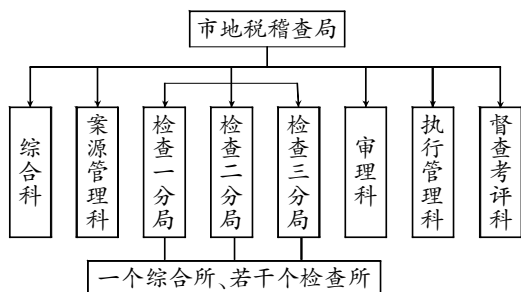 市地税稽查局
综合科
案源管理科
检查一分局
检查二分局
检查三分局
审理科
执行管理科
督查考评科
一个综合所、若干个检查所